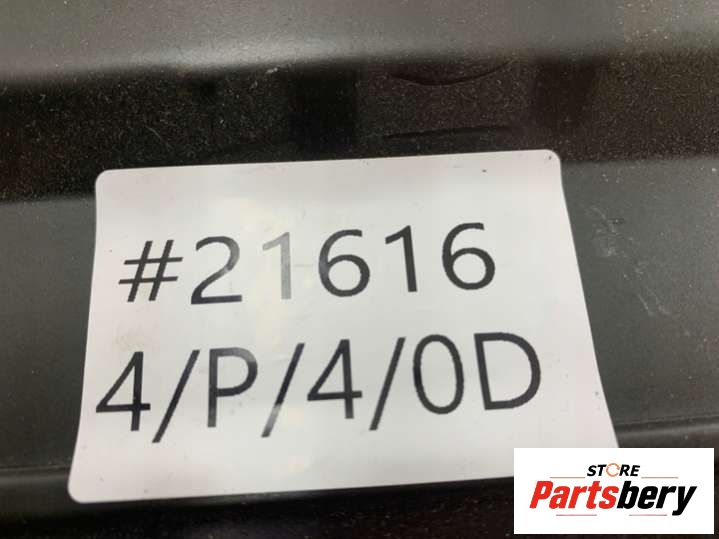 #21616
4/P/4/0D
STORE
Partsbery